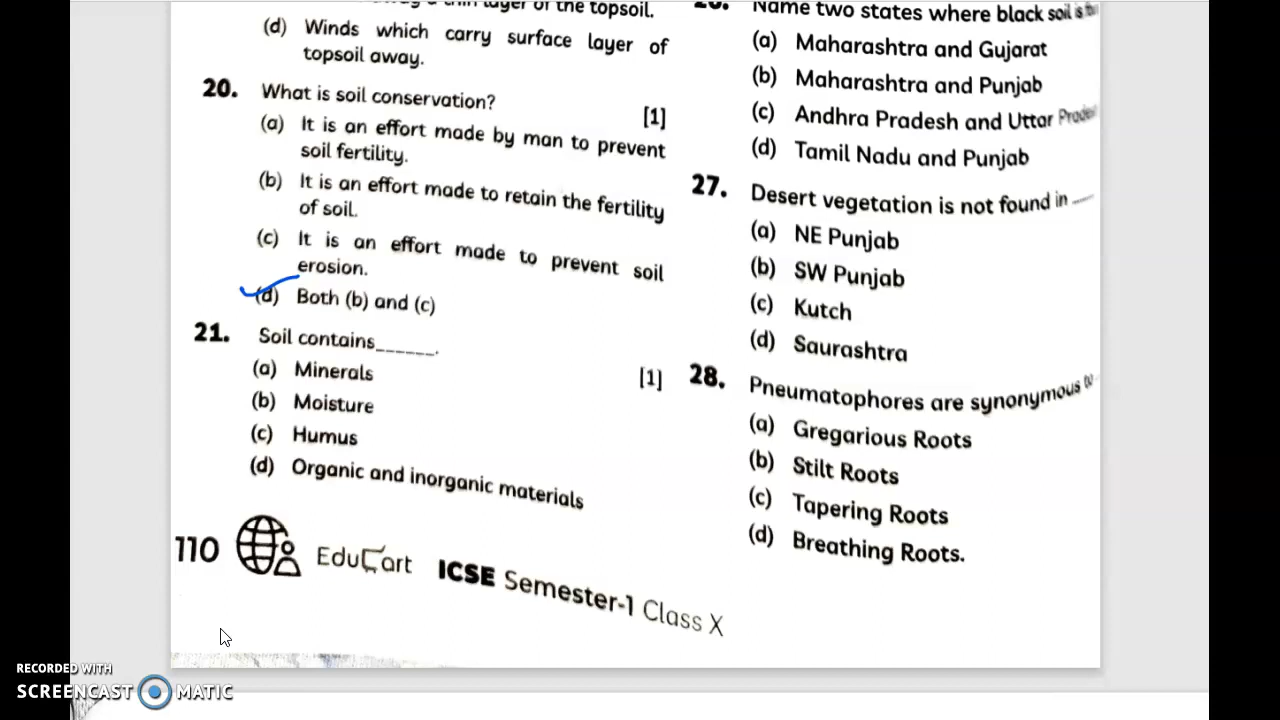 layer of the topsoil.
(d) Winds which carry surface layer of
topsoil away.
20. What is soil conservation? [1]
(a) It is an effort made by man to prevent
soil fertility.
(b) It is an effort made to retain the fertility
of soil.
(c) It is an effort made to prevent soil
erosion.
(d) Both (b) and (c)
21. Soil contains______.
[1]
(a) Minerals
(b) Moisture
(c) Humus
(d) Organic and inorganic materials
Name two states where black soil is
(a) Maharashtra and Gujarat
(b) Maharashtra and Punjab
(c) Andhra Pradesh and Uttar Prades
(d) Tamil Nadu and Punjab
27. Desert vegetation is not found in
(a) NE Punjab
(b) SW Punjab
(c) Kutch
(d) Saurashtra
28. Pneumatophores are synonymous
(a) Gregarious Roots
(b) Stilt Roots
(c) Tapering Roots
(d) Breathing Roots.
110 EduCart ICSE Semester-1 Class X
RECORDED WITH
SCREENCAST MATIC